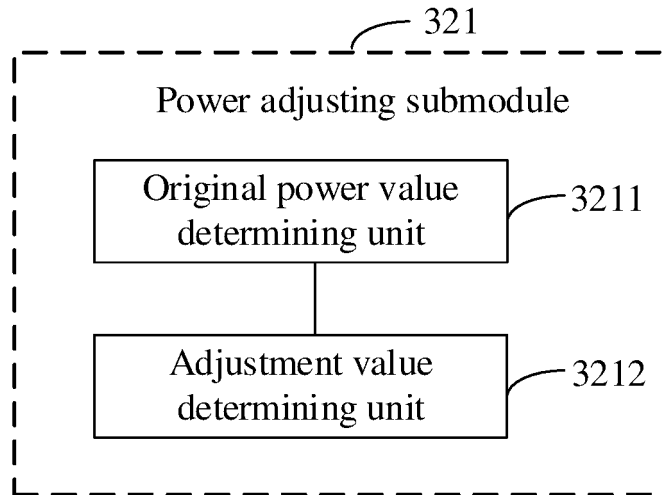 321
Power adjusting submodule
Original power value
determining unit
3211
Adjustment value
determining unit
3212